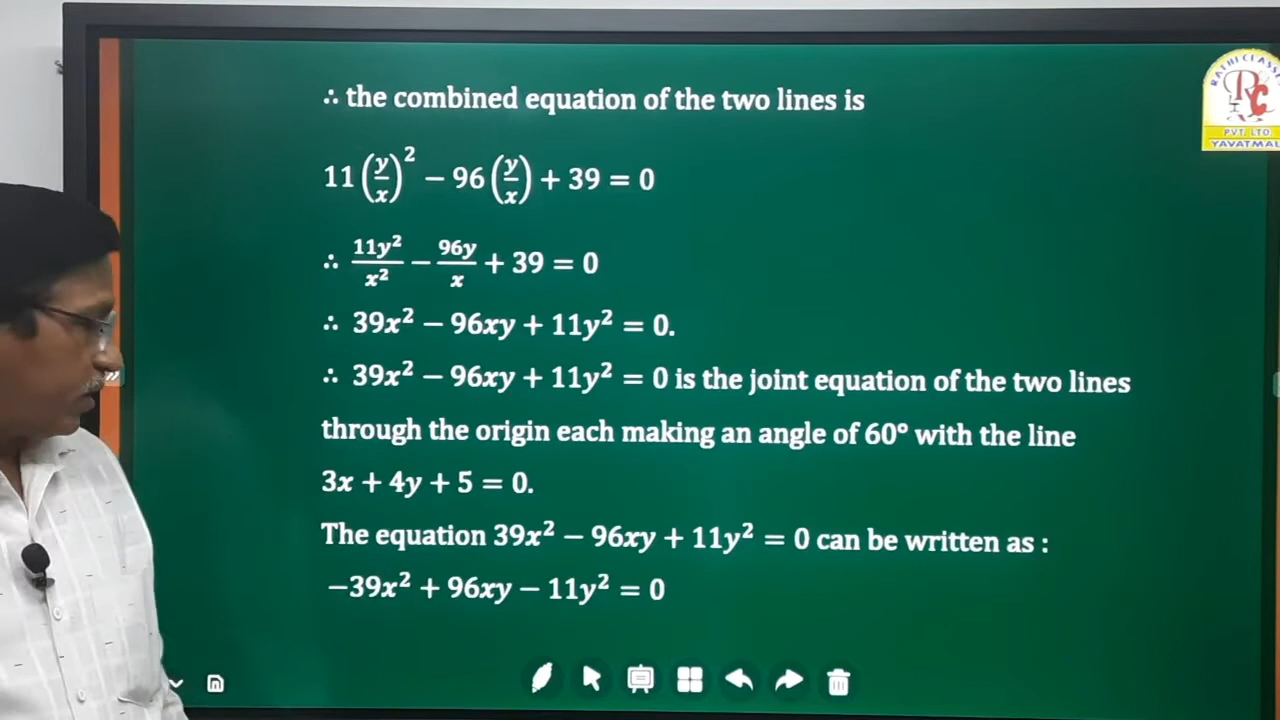 ∴ the combined equation of the two lines is
11(y/x)² − 96(y/x) + 39 = 0
∴ 11y²/x² − 96y/x + 39 = 0
∴ 39x² − 96xy + 11y² = 0.
∴ 39x² − 96xy + 11y² = 0 is the joint equation of the two lines
through the origin each making an angle of 60° with the line
3x + 4y + 5 = 0.
The equation 39x² − 96xy + 11y² = 0 can be written as :
−39x² + 96xy − 11y² = 0
RATHI CLASSES
RYC
PVT. LTD.
YAVATMAL